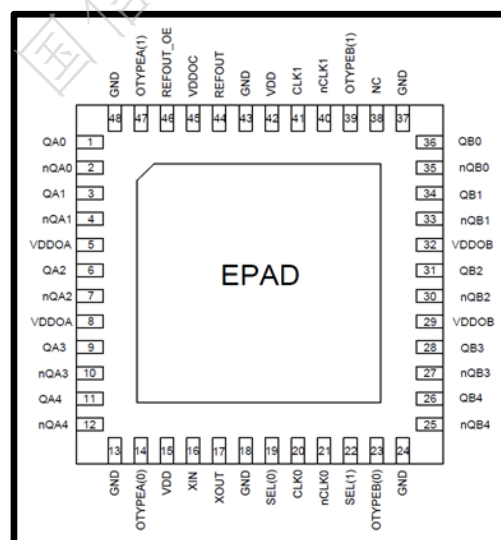 国信
GND OTYPEA(1) REFOUT_OE VDDOC REFOUT GND VDD CLK1 nCLK1 OTYPEB(1) NC GND
48 47 46 45 44 43 42 41 40 39 38 37
QA0 1 36 QB0
nQA0 2 35 nQB0
QA1 3 34 QB1
nQA1 4 33 nQB1
VDDOA 5 32 VDDOB
QA2 6 31 QB2
EPAD
nQA2 7 30 nQB2
VDDOA 8 29 VDDOB
QA3 9 28 QB3
nQA3 10 27 nQB3
QA4 11 26 QB4
nQA4 12 25 nQB4
13 14 15 16 17 18 19 20 21 22 23 24
GND OTYPEA(0) VDD XIN XOUT GND SEL(0) CLK0 nCLK0 SEL(1) OTYPEB(0) GND